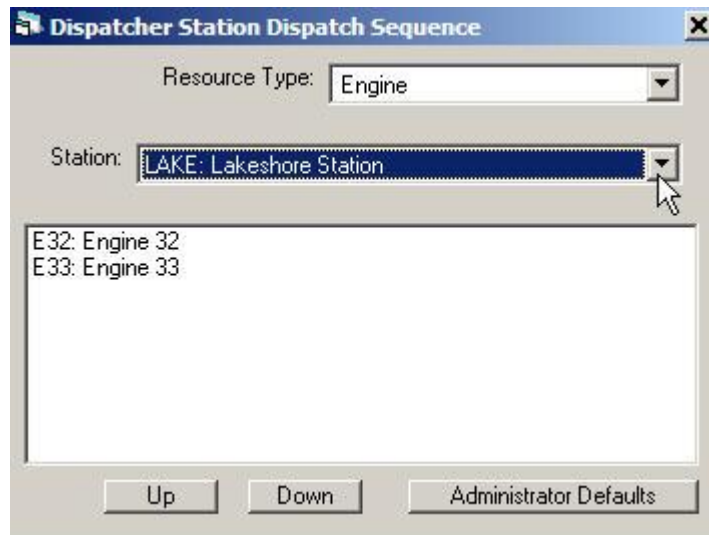 Dispatcher Station Dispatch Sequence
Resource Type: Engine
Station: LAKE: Lakeshore Station
E32: Engine 32
E33: Engine 33
Up Down Administrator Defaults